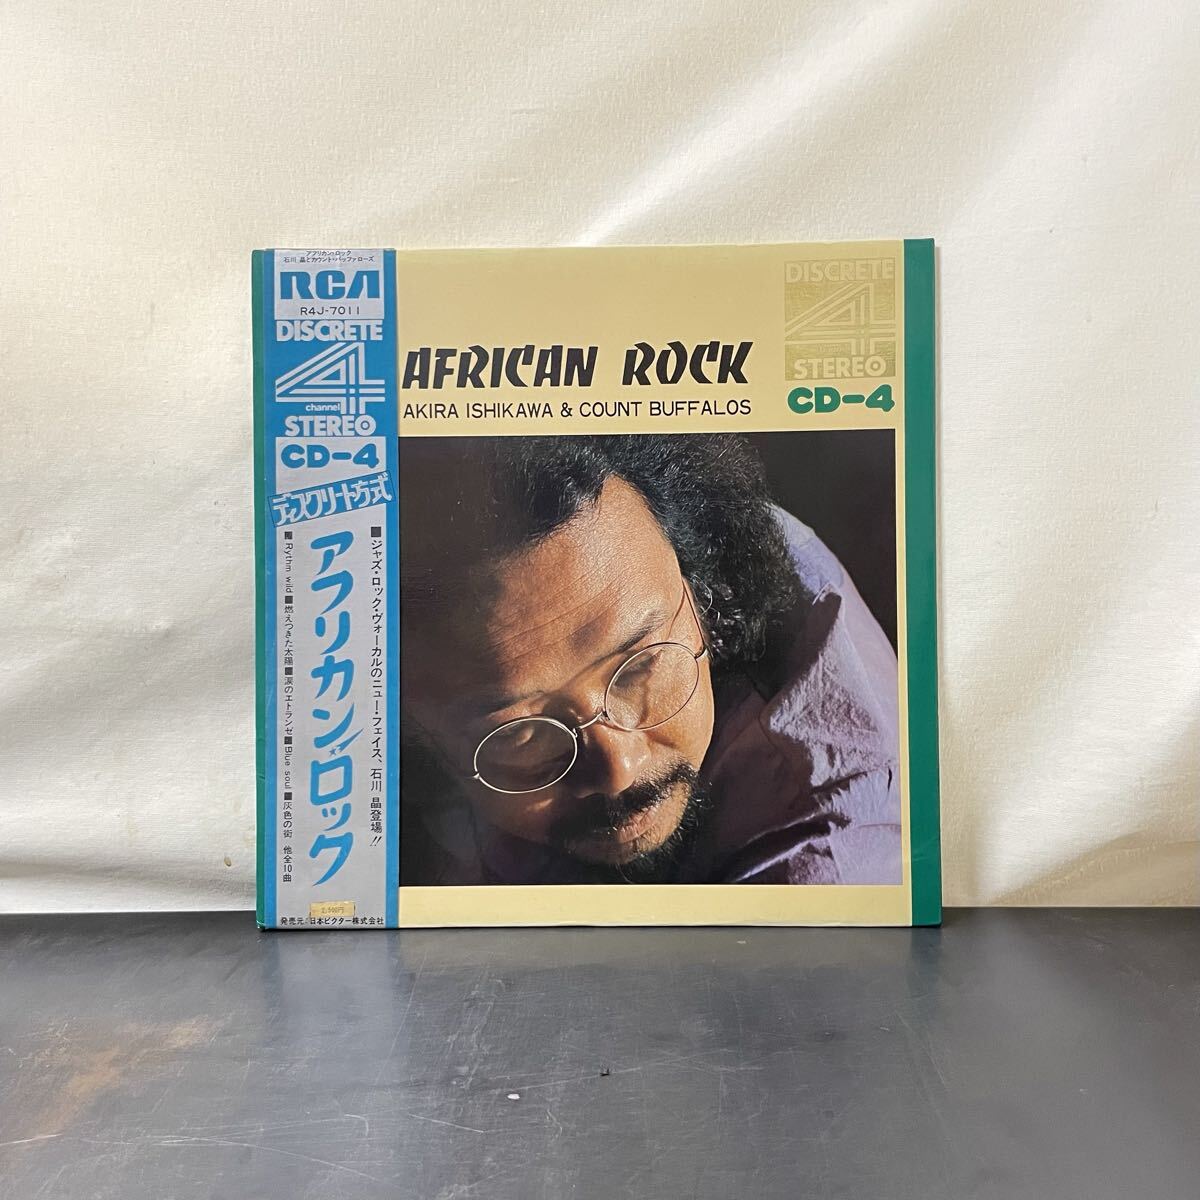 アフリカン・ロック
石川 晶とカウント・バッファローズ
RCA
R4J-7011
DISCRETE
4
channel
STEREO
CD-4
ディスクリート方式
■ジャズ・ロック・ヴォーカルのニュー・フェイス、石川 晶登場!!
アフリカン・ロック
■Rythm wild■燃えつきた太陽■涙のエトランゼ■Blue soul■灰色の街 他全10曲
発売元:日本ビクター株式会社
AFRICAN ROCK
AKIRA ISHIKAWA & COUNT BUFFALOS
DISCRETE
4
STEREO
CD-4